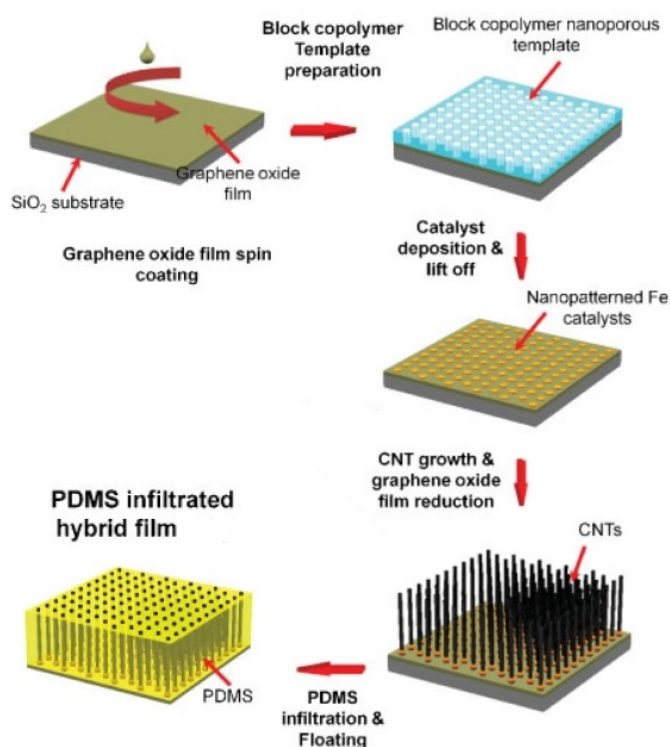 Block copolymer
Template
preparation
Block copolymer nanoporous
template
Graphene oxide
film
SiO₂ substrate
Graphene oxide film spin
coating
Catalyst
deposition &
lift off
Nanopatterned Fe
catalysts
CNT growth &
graphene oxide
film reduction
CNTs
PDMS infiltrated
hybrid film
PDMS
PDMS
infiltration &
Floating